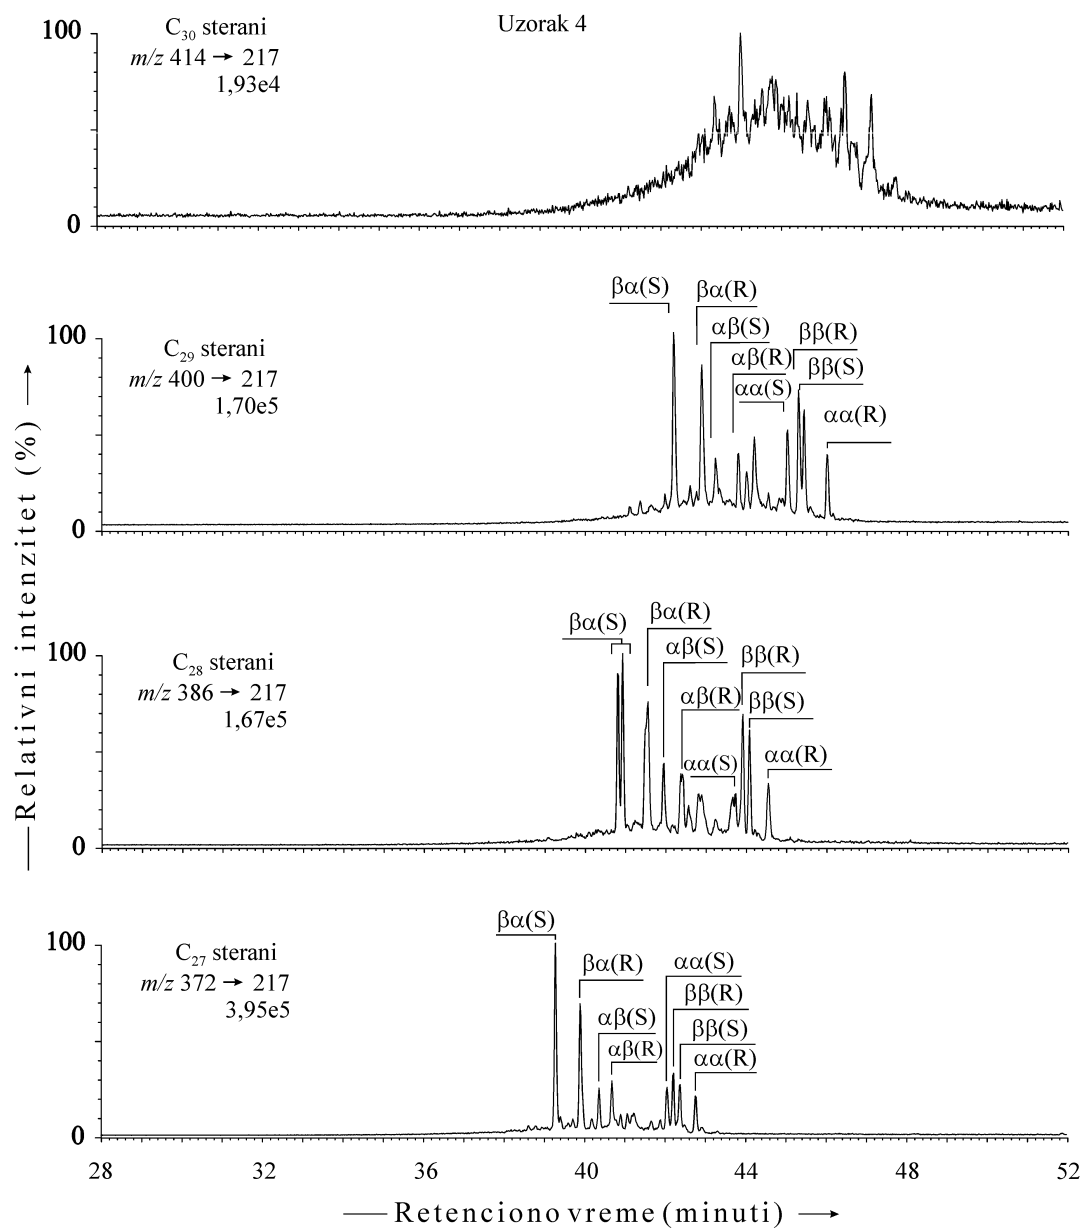 Uzorak 4
100
C₃₀ sterani
m/z 414 → 217
1,93e4
0
βα(S)
βα(R)
αβ(S)
αβ(R)
αα(S)
ββ(R)
ββ(S)
αα(R)
100
C₂₉ sterani
m/z 400 → 217
1,70e5
0
βα(S)
βα(R)
αβ(S)
αβ(R)
αα(S)
ββ(R)
ββ(S)
αα(R)
100
C₂₈ sterani
m/z 386 → 217
1,67e5
0
βα(S)
βα(R)
αβ(S)
αβ(R)
αα(S)
ββ(R)
ββ(S)
αα(R)
100
C₂₇ sterani
m/z 372 → 217
3,95e5
0
28 32 36 40 44 48 52
Retenciono vreme (minuti) →
Relativni intenzitet (%) →